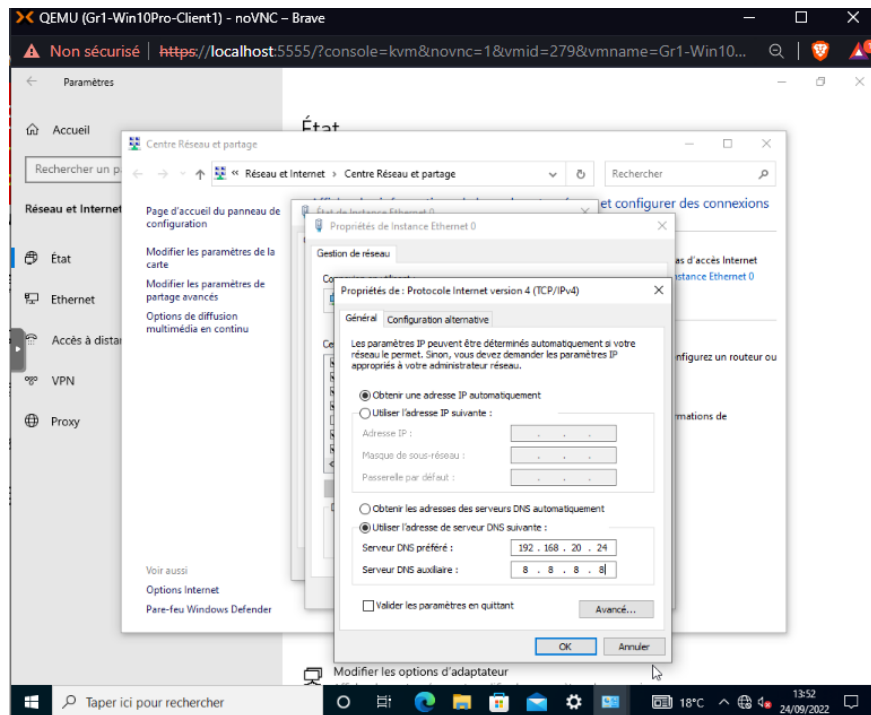 QEMU (Gr1-Win10Pro-Client1) - noVNC – Brave
Non sécurisé | https://localhost:5555/?console=kvm&novnc=1&vmid=279&vmname=Gr1-Win10...
Paramètres
Accueil
État
Centre Réseau et partage
Rechercher un p
Réseau et Internet > Centre Réseau et partage
Rechercher
Réseau et Internet
Page d'accueil du panneau de
configuration
et configurer des connexions
État de Instance Ethernet 0
Propriétés de Instance Ethernet 0
État
Modifier les paramètres de la
carte
Gestion de réseau
as d'accès Internet
nstance Ethernet 0
Ethernet
Modifier les paramètres de
partage avancés
Propriétés de : Protocole Internet version 4 (TCP/IPv4)
Options de diffusion
multimédia en continu
Général
Configuration alternative
Accès à distan
Les paramètres IP peuvent être déterminés automatiquement si votre
réseau le permet. Sinon, vous devez demander les paramètres IP
appropriés à votre administrateur réseau.
nfigurez un routeur ou
VPN
Obtenir une adresse IP automatiquement
Utiliser l'adresse IP suivante :
rmations de
Proxy
Adresse IP :
Masque de sous-réseau :
Passerelle par défaut :
Obtenir les adresses des serveurs DNS automatiquement
Utiliser l'adresse de serveur DNS suivante :
Serveur DNS préféré : 192 . 168 . 20 . 24
Serveur DNS auxiliaire : 8 . 8 . 8 . 8
Voir aussi
Options Internet
Pare-feu Windows Defender
Valider les paramètres en quittant
Avancé...
OK
Annuler
Modifier les options d'adaptateur
Taper ici pour rechercher
18°C
13:52
24/09/2022